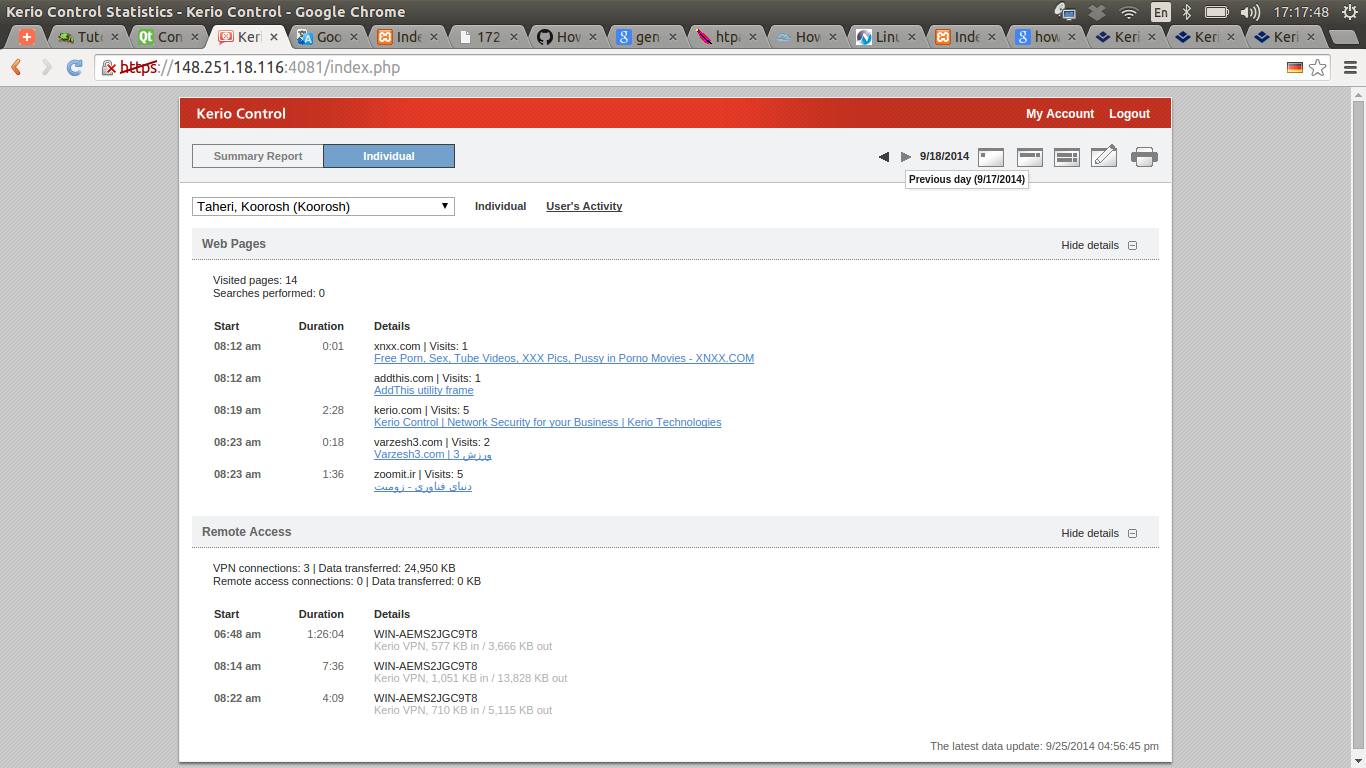 Kerio Control Statistics - Kerio Control - Google Chrome
En
17:17:48
Tuto
Con
Keri
Goo
Inde
172
How
gen
htpa
How
Linu
Inde
how
Keri
Keri
Keri
https://148.251.18.116:4081/index.php
Kerio Control
My Account
Logout
Summary Report
Individual
9/18/2014
Previous day (9/17/2014)
Taheri, Koorosh (Koorosh)
Individual
User's Activity
Web Pages
Hide details
Visited pages: 14
Searches performed: 0
Start Duration Details
08:12 am 0:01 xnxx.com | Visits: 1
Free Porn, Sex, Tube Videos, XXX Pics, Pussy in Porno Movies - XNXX.COM
08:12 am addthis.com | Visits: 1
AddThis utility frame
08:19 am 2:28 kerio.com | Visits: 5
Kerio Control | Network Security for your Business | Kerio Technologies
08:23 am 0:18 varzesh3.com | Visits: 2
Varzesh3.com | ورزش 3
08:23 am 1:36 zoomit.ir | Visits: 5
دنیای فناوری - زومیت
Remote Access
Hide details
VPN connections: 3 | Data transferred: 24,950 KB
Remote access connections: 0 | Data transferred: 0 KB
Start Duration Details
06:48 am 1:26:04 WIN-AEMS2JGC9T8
Kerio VPN, 577 KB in / 3,666 KB out
08:14 am 7:36 WIN-AEMS2JGC9T8
Kerio VPN, 1,051 KB in / 13,828 KB out
08:22 am 4:09 WIN-AEMS2JGC9T8
Kerio VPN, 710 KB in / 5,115 KB out
The latest data update: 9/25/2014 04:56:45 pm